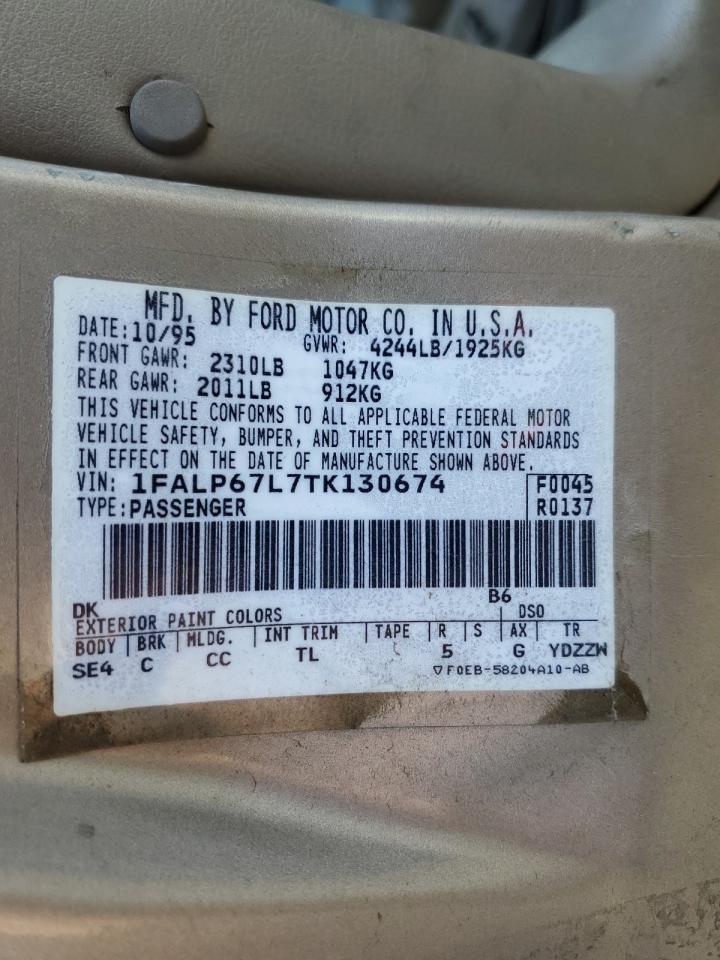 MFD. BY FORD MOTOR CO. IN U.S.A.
DATE: 10/95 GVWR: 4244LB/1925KG
FRONT GAWR: 2310LB 1047KG
REAR GAWR: 2011LB 912KG
THIS VEHICLE CONFORMS TO ALL APPLICABLE FEDERAL MOTOR
VEHICLE SAFETY, BUMPER, AND THEFT PREVENTION STANDARDS
IN EFFECT ON THE DATE OF MANUFACTURE SHOWN ABOVE.
VIN: 1FALP67L7TK130674 F0045
TYPE: PASSENGER R0137
DK B6
EXTERIOR PAINT COLORS DSO
BODY BRK MLDG. INT TRIM TAPE R S AX TR
SE4 C CC TL 5 G YDZZW
▽F0EB-58204A10-AB